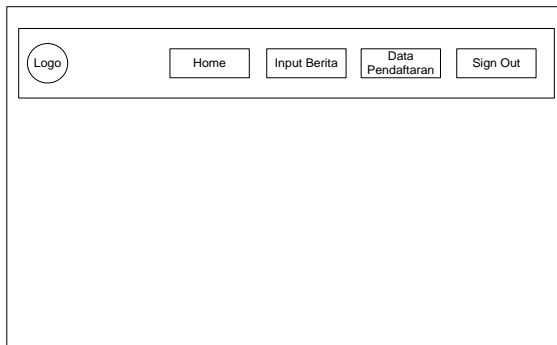 Logo
Home
Input Berita
Data
Pendaftaran
Sign Out